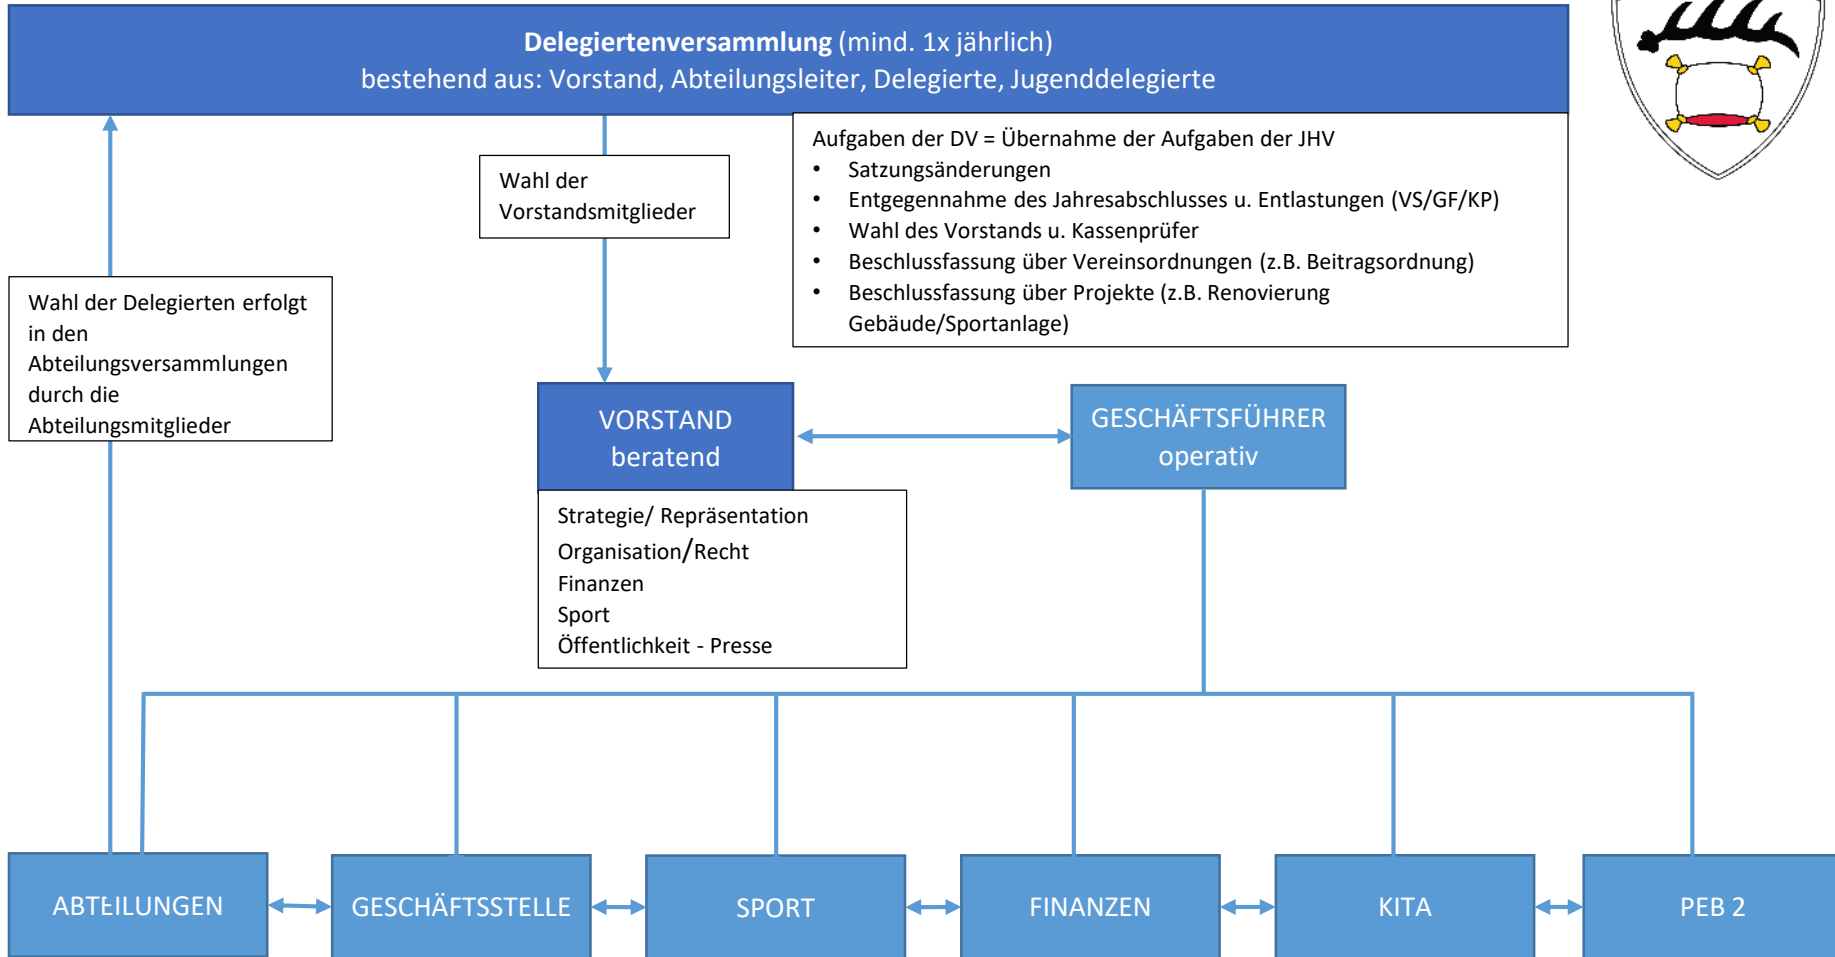 Delegiertenversammlung (mind. 1x jährlich)
bestehend aus: Vorstand, Abteilungsleiter, Delegierte, Jugenddelegierte
Aufgaben der DV = Übernahme der Aufgaben der JHV
• Satzungsänderungen
• Entgegennahme des Jahresabschlusses u. Entlastungen (VS/GF/KP)
• Wahl des Vorstands u. Kassenprüfer
• Beschlussfassung über Vereinsordnungen (z.B. Beitragsordnung)
• Beschlussfassung über Projekte (z.B. Renovierung
Gebäude/Sportanlage)
Wahl der
Vorstandsmitglieder
Wahl der Delegierten erfolgt
in den
Abteilungsversammlungen
durch die
Abteilungsmitglieder
VORSTAND
beratend
GESCHÄFTSFÜHRER
operativ
Strategie/ Repräsentation
Organisation/Recht
Finanzen
Sport
Öffentlichkeit - Presse
ABTEILUNGEN
GESCHÄFTSSTELLE
SPORT
FINANZEN
KITA
PEB 2